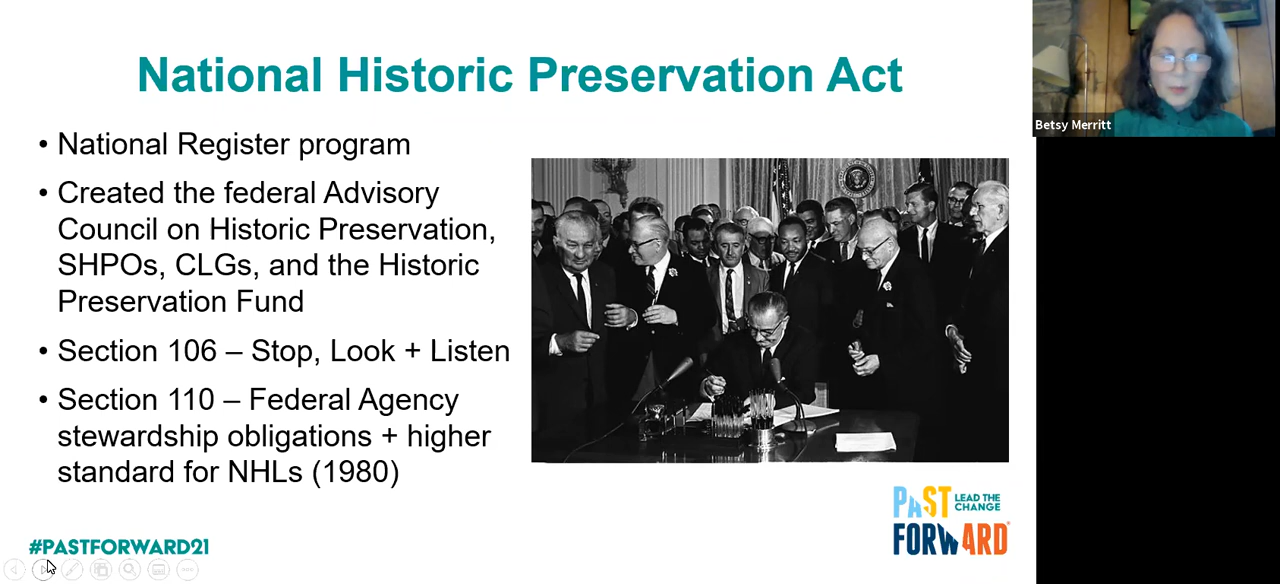 National Historic Preservation Act
• National Register program
• Created the federal Advisory
Council on Historic Preservation,
SHPOs, CLGs, and the Historic
Preservation Fund
• Section 106 – Stop, Look + Listen
• Section 110 – Federal Agency
stewardship obligations + higher
standard for NHLs (1980)
Betsy Merritt
PAST LEAD THE
CHANGE
FORWARD®
#PASTFORWARD21